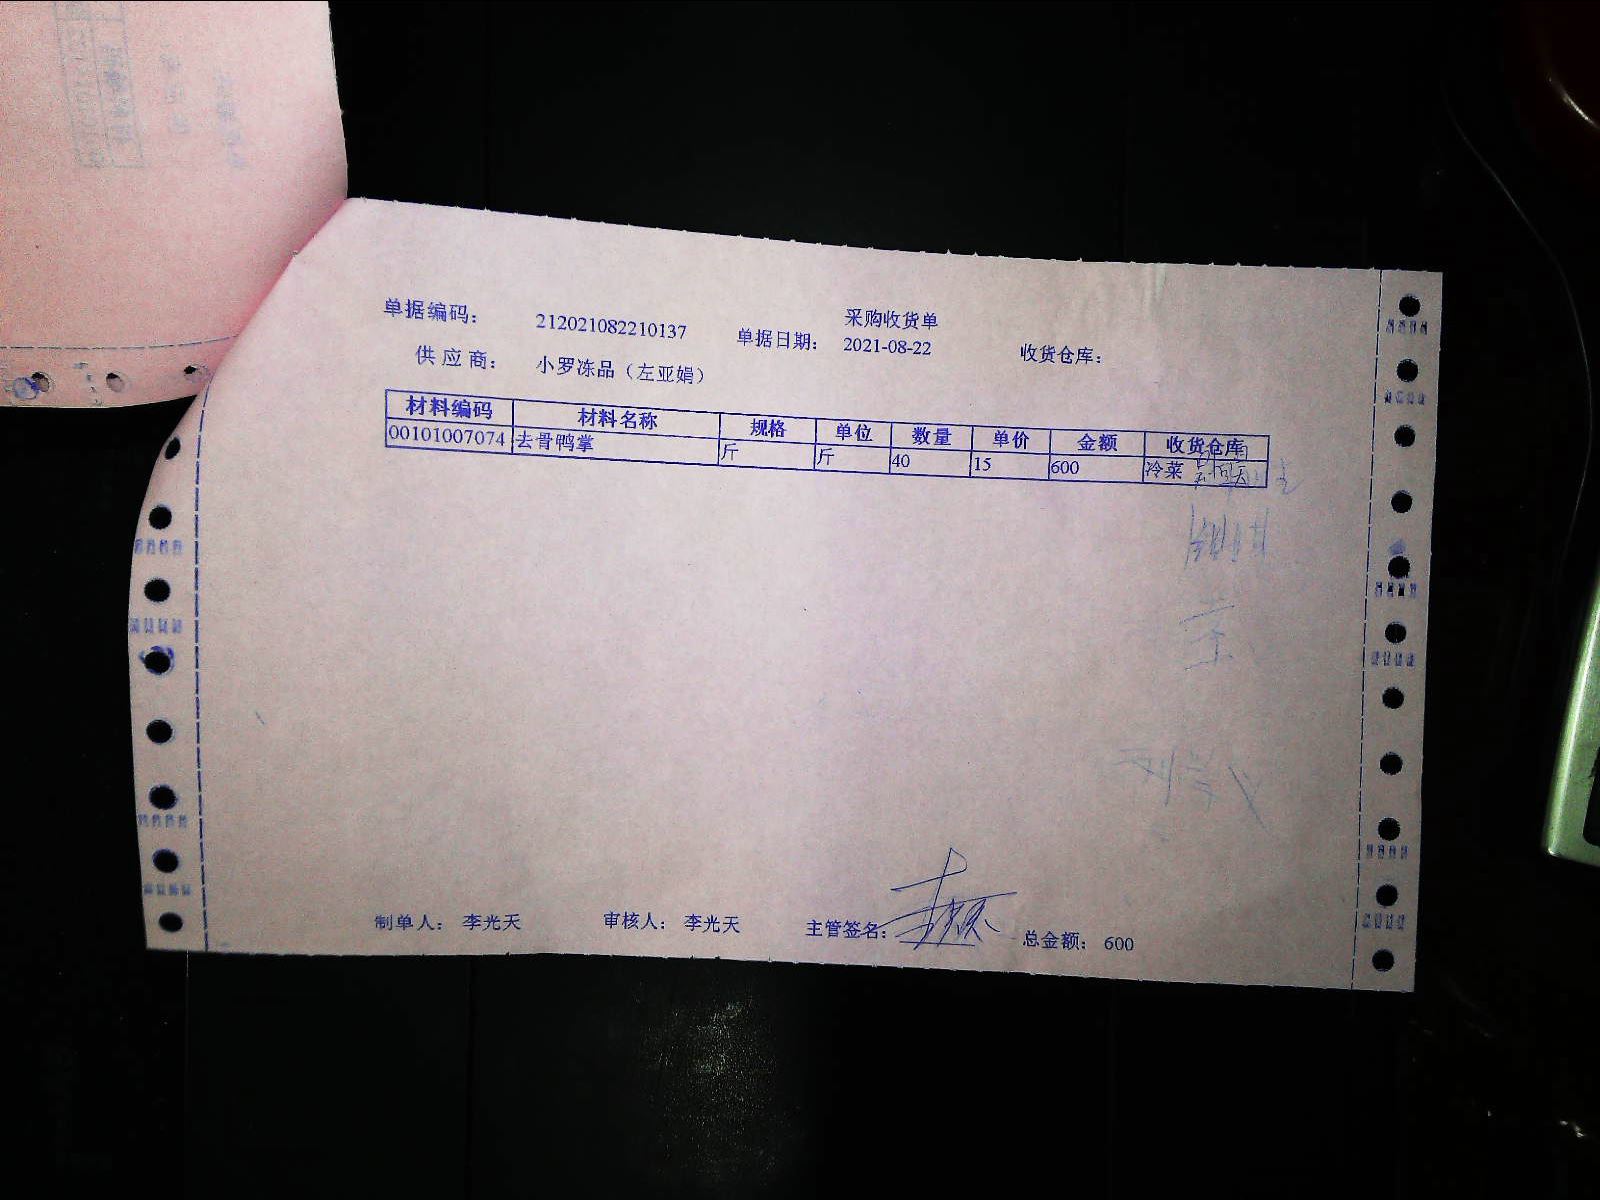 采购收货单
单据编码： 212021082210137 单据日期： 2021-08-22 收货仓库：
供应商： 小罗冻品（左亚娟）
材料编码 材料名称 规格 单位 数量 单价 金额 收货仓库
00101007074 去骨鸭掌 斤 斤 40 15 600 冷菜
制单人： 李光天 审核人： 李光天 主管签名： 总金额： 600